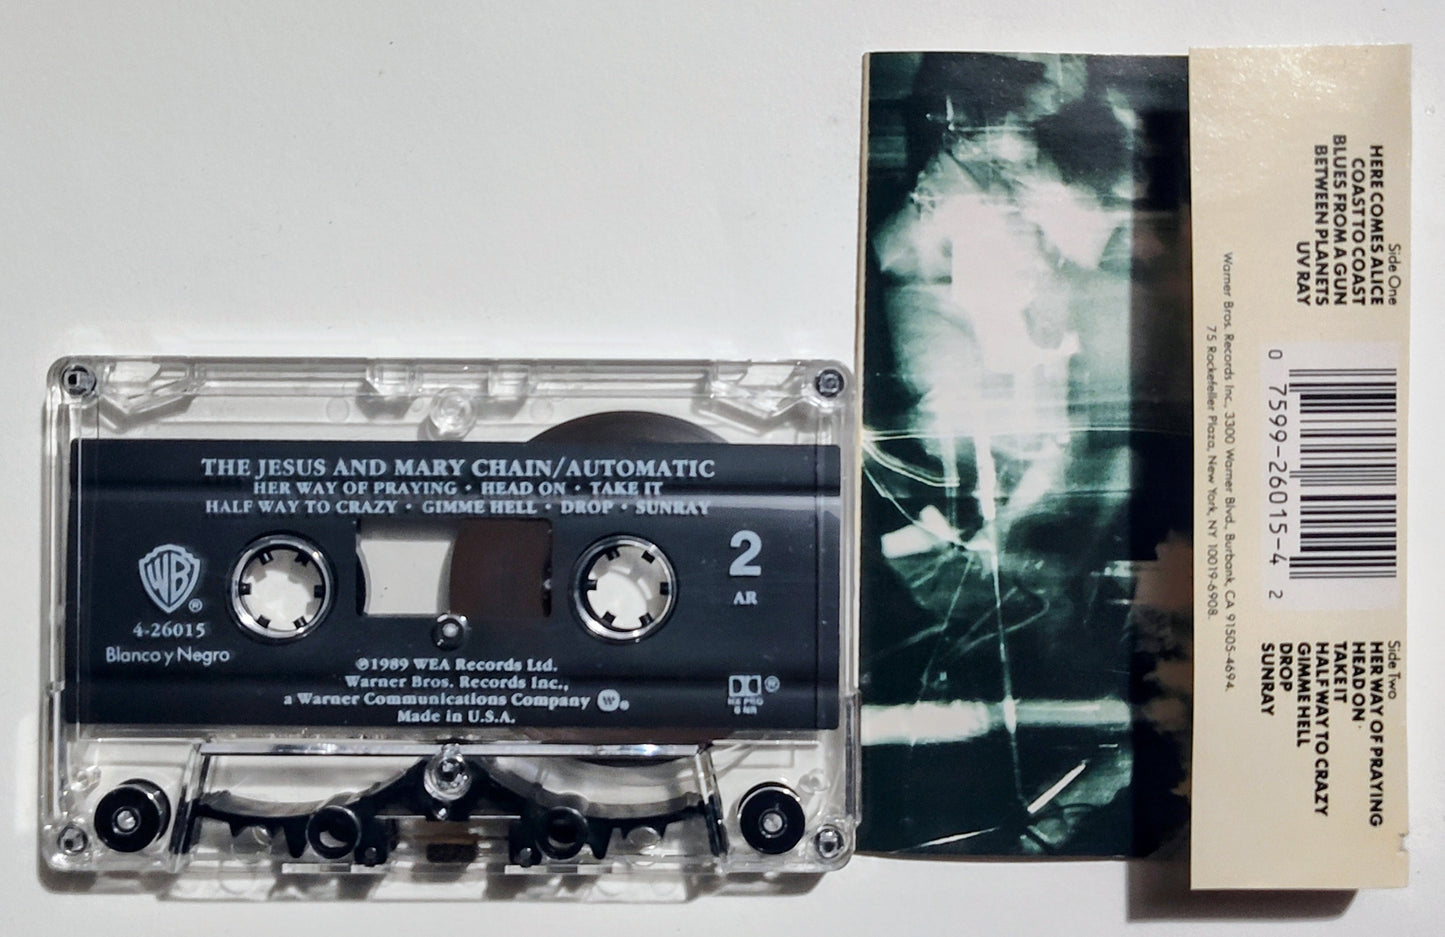 THE JESUS AND MARY CHAIN/AUTOMATIC
HER WAY OF PRAYING • HEAD ON • TAKE IT
HALF WAY TO CRAZY • GIMME HELL • DROP • SUNRAY
WB®
4-26015
Blanco y Negro
2
AR
℗1989 WEA Records Ltd.
Warner Bros. Records Inc.,
a Warner Communications Company
Made in U.S.A.
HX PRO
B NR
Side One
HERE COMES ALICE
COAST TO COAST
BLUES FROM A GUN
BETWEEN PLANETS
UV RAY
0 7599-26015-4 2
Side Two
HER WAY OF PRAYING
HEAD ON
TAKE IT
HALF WAY TO CRAZY
GIMME HELL
DROP
SUNRAY
Warner Bros. Records Inc., 3300 Warner Blvd., Burbank, CA 91505-4694.
75 Rockefeller Plaza, New York, NY 10019-6908.